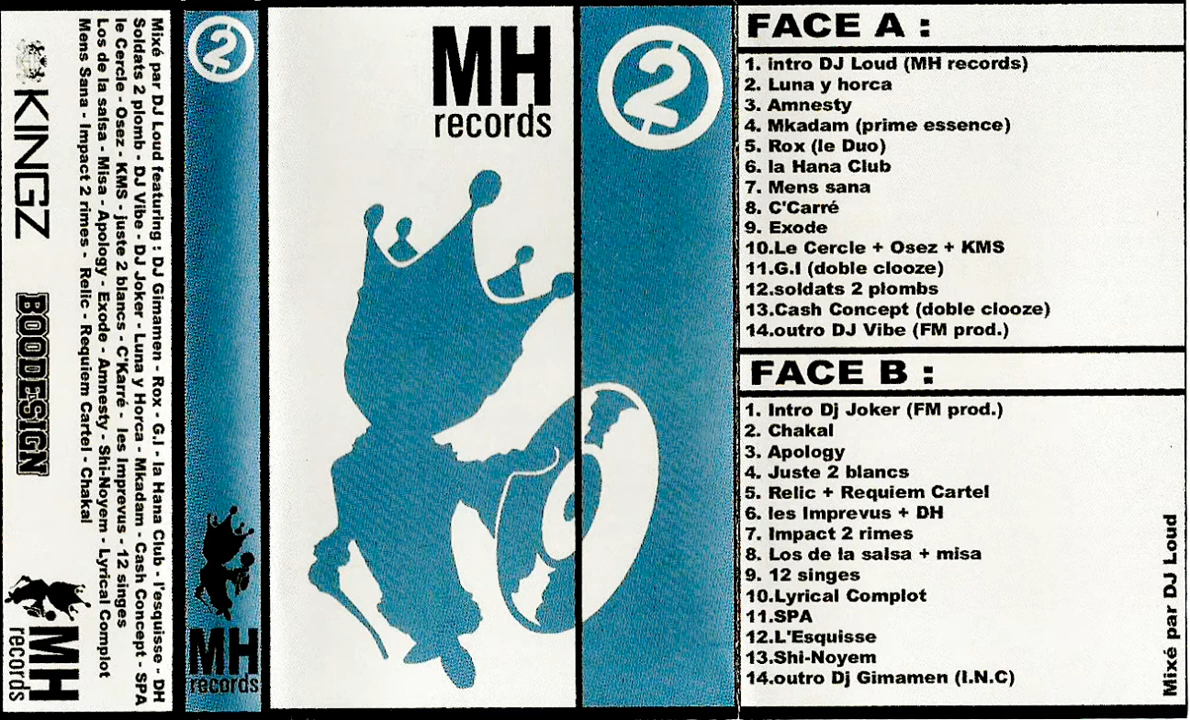 KINGZ
BOODESIGN
Mixé par DJ Loud featuring : DJ Gimamen - Rox - G.I - la Hana Club - l'esquisse - DH
Soldats 2 plomb - DJ Vibe - DJ Joker - Luna y Horca - Mkadam - Cash Concept - SPA
le Cercle - Osez - KMS - juste 2 blancs - C'Karré - les Imprevus - 12 singes
Los de la salsa - Misa - Apology - Exode - Amnesty - Shi-Noyem - Lyrical Complot
Mens Sana - Impact 2 rimes - Relic - Requiem Cartel - Chakal
MH
records
2
MH
records
MH
records
2
FACE A :
1. intro DJ Loud (MH records)
2. Luna y horca
3. Amnesty
4. Mkadam (prime essence)
5. Rox (le Duo)
6. la Hana Club
7. Mens sana
8. C'Carré
9. Exode
10.Le Cercle + Osez + KMS
11.G.I (doble clooze)
12.soldats 2 plombs
13.Cash Concept (doble clooze)
14.outro DJ Vibe (FM prod.)
FACE B :
1. Intro Dj Joker (FM prod.)
2. Chakal
3. Apology
4. Juste 2 blancs
5. Relic + Requiem Cartel
6. les Imprevus + DH
7. Impact 2 rimes
8. Los de la salsa + misa
9. 12 singes
10.Lyrical Complot
11.SPA
12.L'Esquisse
13.Shi-Noyem
14.outro Dj Gimamen (I.N.C)
Mixé par DJ Loud